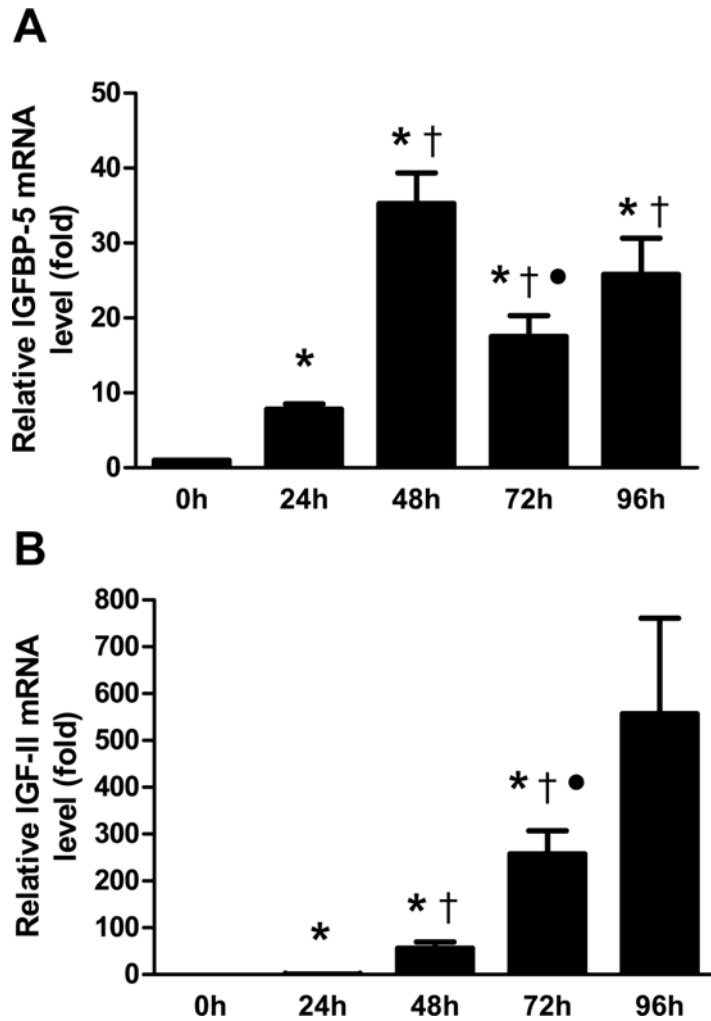 A
Relative IGFBP-5 mRNA
level (fold)
50
40
30
20
10
0
* †
* †
* † ●
*
0h 24h 48h 72h 96h
B
Relative IGF-II mRNA
level (fold)
800
700
600
500
400
300
200
100
0
* † ●
* †
*
0h 24h 48h 72h 96h